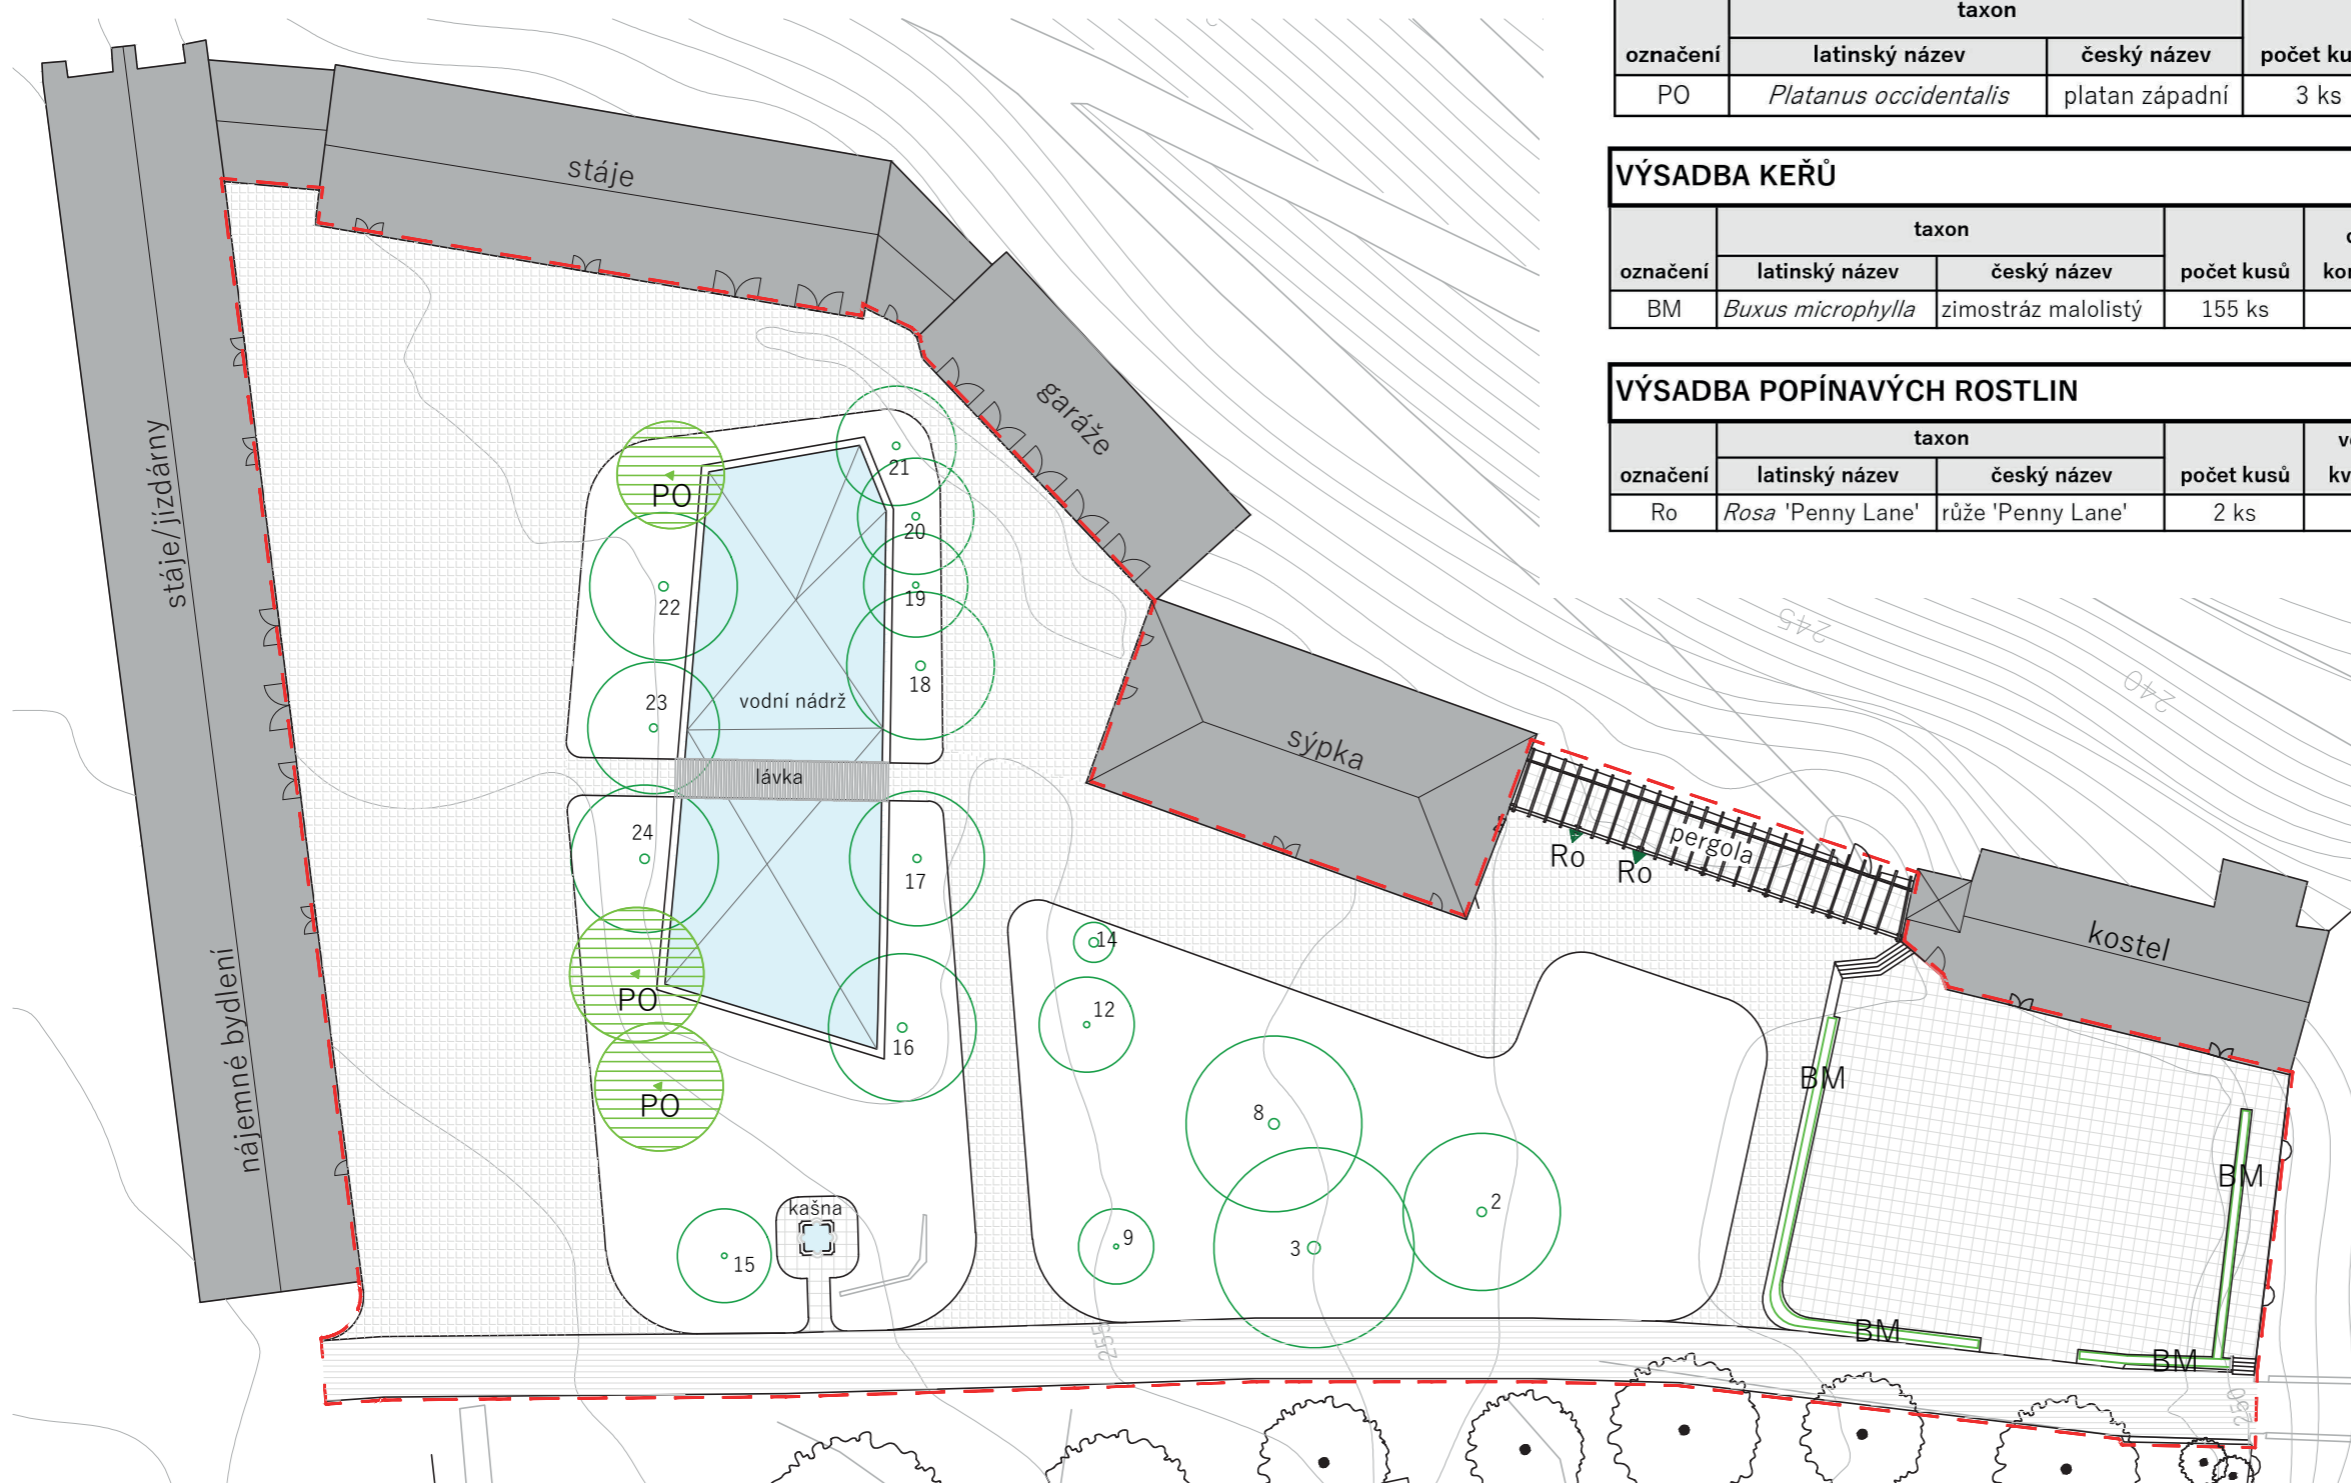 taxon
označení latinský název český název
PO Platanus occidentalis platan západní 3 ks
VÝSADBA KEŘŮ
taxon
označení latinský název český název počet kusů
BM Buxus microphylla zimostráz malolistý 155 ks
VÝSADBA POPÍNAVÝCH ROSTLIN
taxon
označení latinský název český název počet kusů
Ro Rosa 'Penny Lane' růže 'Penny Lane' 2 ks
stáje
garáže
stáje/jízdárny
nájemné bydlení
PO
21
20
19
22
18
23
vodní nádrž
lávka
24
17
PO
16
PO
15
kašna
sýpka
pergola
Ro
Ro
kostel
14
12
8
9
3
2
BM
BM
BM
BM
245
240
255
250